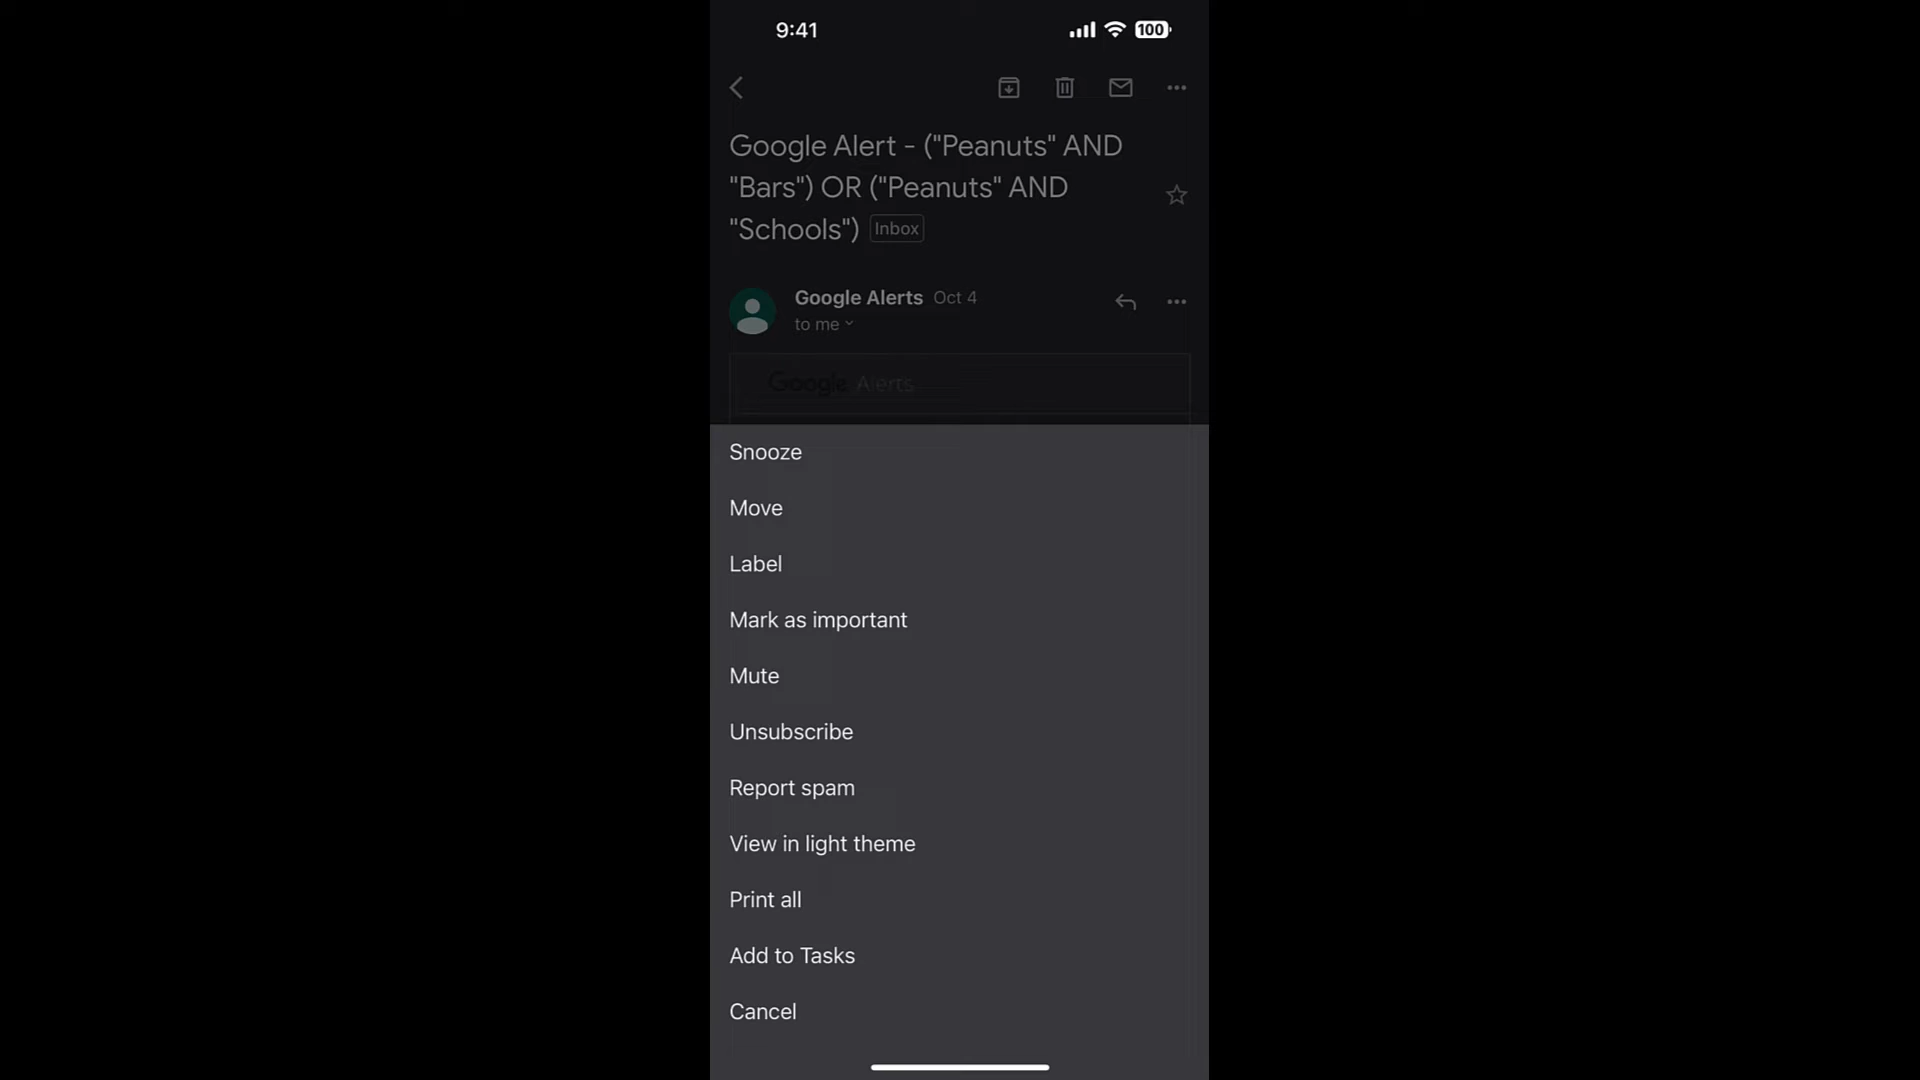 9:41
100
Google Alert - ("Peanuts" AND
"Bars") OR ("Peanuts" AND
"Schools") Inbox
Google Alerts Oct 4
to me
Google Alerts
Snooze
Move
Label
Mark as important
Mute
Unsubscribe
Report spam
View in light theme
Print all
Add to Tasks
Cancel